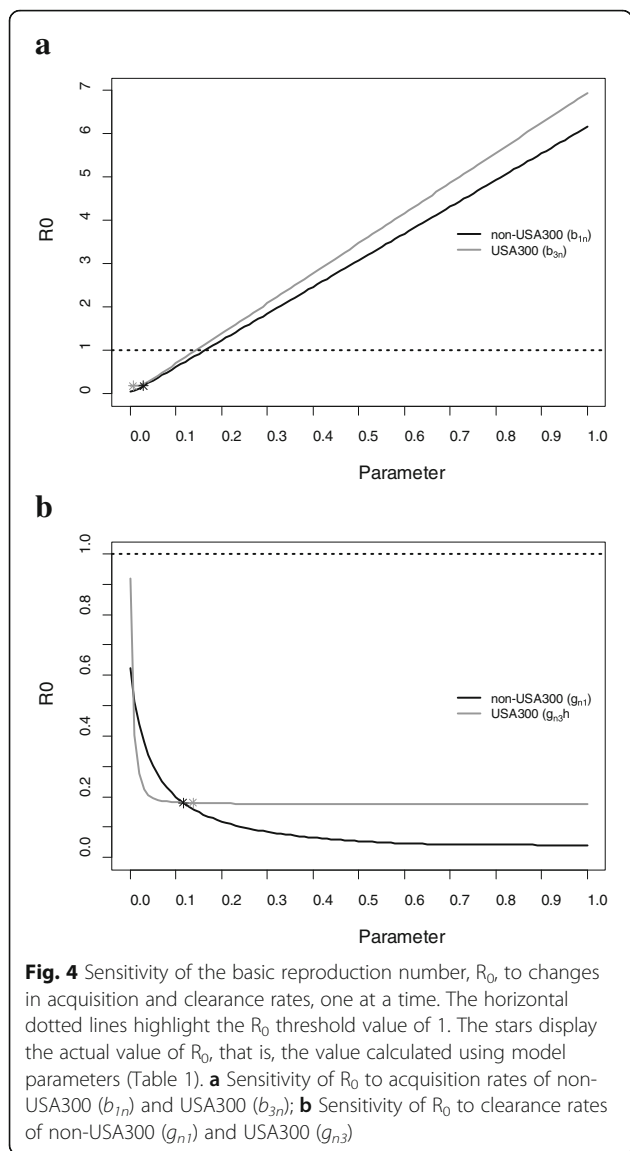 a
7
6
5
4
3
2
1
0
R0
non-USA300 (b1n)
USA300 (b3n)
0.0 0.1 0.2 0.3 0.4 0.5 0.6 0.7 0.8 0.9 1.0
Parameter
b
1.0
0.8
0.6
0.4
0.2
0.0
R0
non-USA300 (gn1)
USA300 (gn3h
0.0 0.1 0.2 0.3 0.4 0.5 0.6 0.7 0.8 0.9 1.0
Parameter
Fig. 4 Sensitivity of the basic reproduction number, R0, to changes
in acquisition and clearance rates, one at a time. The horizontal
dotted lines highlight the R0 threshold value of 1. The stars display
the actual value of R0, that is, the value calculated using model
parameters (Table 1). a Sensitivity of R0 to acquisition rates of non-
USA300 (b1n) and USA300 (b3n); b Sensitivity of R0 to clearance rates
of non-USA300 (gn1) and USA300 (gn3)